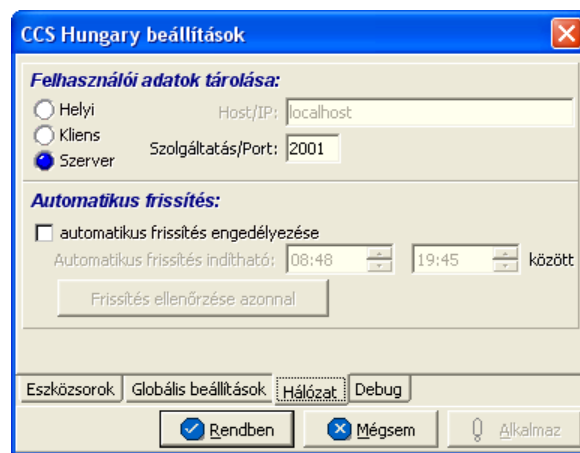 CCS Hungary beállítások
Felhasználói adatok tárolása:
Helyi
Host/IP: localhost
Kliens
Szolgáltatás/Port: 2001
Szerver
Automatikus frissítés:
automatikus frissítés engedélyezése
Automatikus frissítés indítható: 08:48 19:45 között
Frissítés ellenőrzése azonnal
Eszközsorok Globális beállítások Hálózat Debug
Rendben Mégsem Alkalmaz